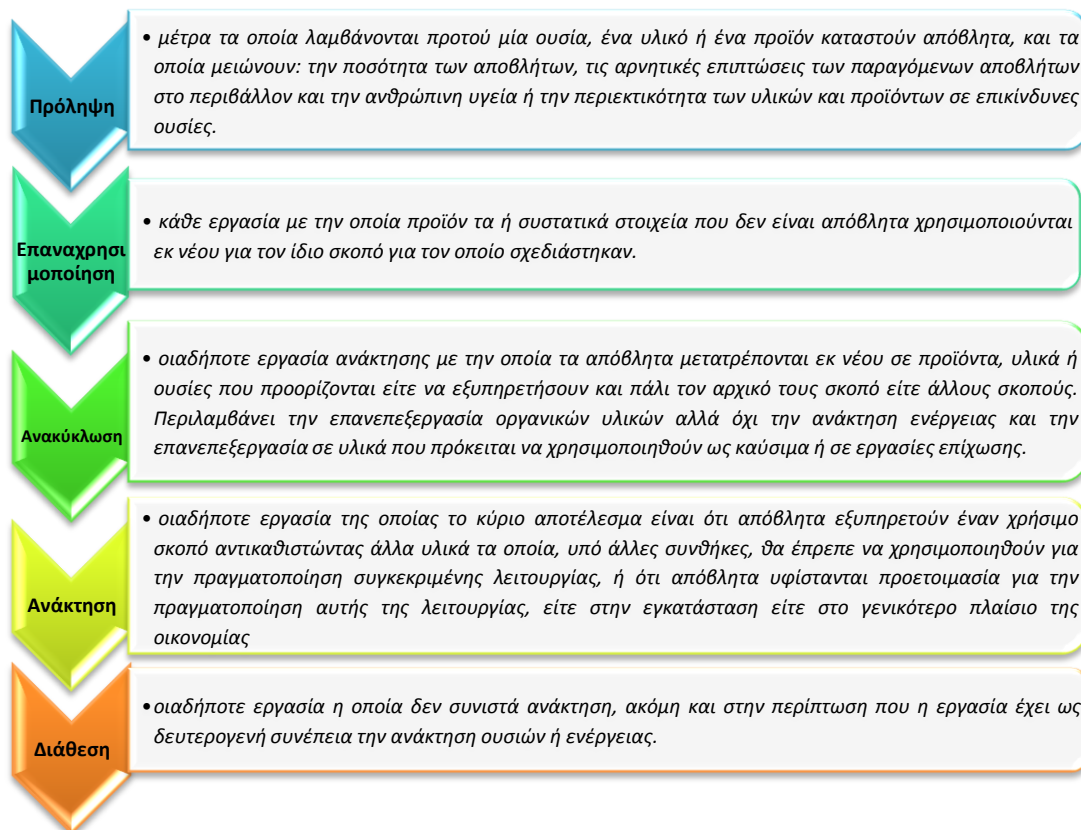 Πρόληψη
• μέτρα τα οποία λαμβάνονται προτού μία ουσία, ένα υλικό ή ένα προϊόν καταστούν απόβλητα, και τα
οποία μειώνουν: την ποσότητα των αποβλήτων, τις αρνητικές επιπτώσεις των παραγόμενων αποβλήτων
στο περιβάλλον και την ανθρώπινη υγεία ή την περιεκτικότητα των υλικών και προϊόντων σε επικίνδυνες
ουσίες.
Επαναχρησι
μοποίηση
• κάθε εργασία με την οποία προϊόν τα ή συστατικά στοιχεία που δεν είναι απόβλητα χρησιμοποιούνται
εκ νέου για τον ίδιο σκοπό για τον οποίο σχεδιάστηκαν.
Ανακύκλωση
• οιαδήποτε εργασία ανάκτησης με την οποία τα απόβλητα μετατρέπονται εκ νέου σε προϊόντα, υλικά ή
ουσίες που προορίζονται είτε να εξυπηρετήσουν και πάλι τον αρχικό τους σκοπό είτε άλλους σκοπούς.
Περιλαμβάνει την επανεπεξεργασία οργανικών υλικών αλλά όχι την ανάκτηση ενέργειας και την
επανεπεξεργασία σε υλικά που πρόκειται να χρησιμοποιηθούν ως καύσιμα ή σε εργασίες επίχωσης.
Ανάκτηση
• οιαδήποτε εργασία της οποίας το κύριο αποτέλεσμα είναι ότι απόβλητα εξυπηρετούν έναν χρήσιμο
σκοπό αντικαθιστώντας άλλα υλικά τα οποία, υπό άλλες συνθήκες, θα έπρεπε να χρησιμοποιηθούν για
την πραγματοποίηση συγκεκριμένης λειτουργίας, ή ότι απόβλητα υφίστανται προετοιμασία για την
πραγματοποίηση αυτής της λειτουργίας, είτε στην εγκατάσταση είτε στο γενικότερο πλαίσιο της
οικονομίας
Διάθεση
• οιαδήποτε εργασία η οποία δεν συνιστά ανάκτηση, ακόμη και στην περίπτωση που η εργασία έχει ως
δευτερογενή συνέπεια την ανάκτηση ουσιών ή ενέργειας.